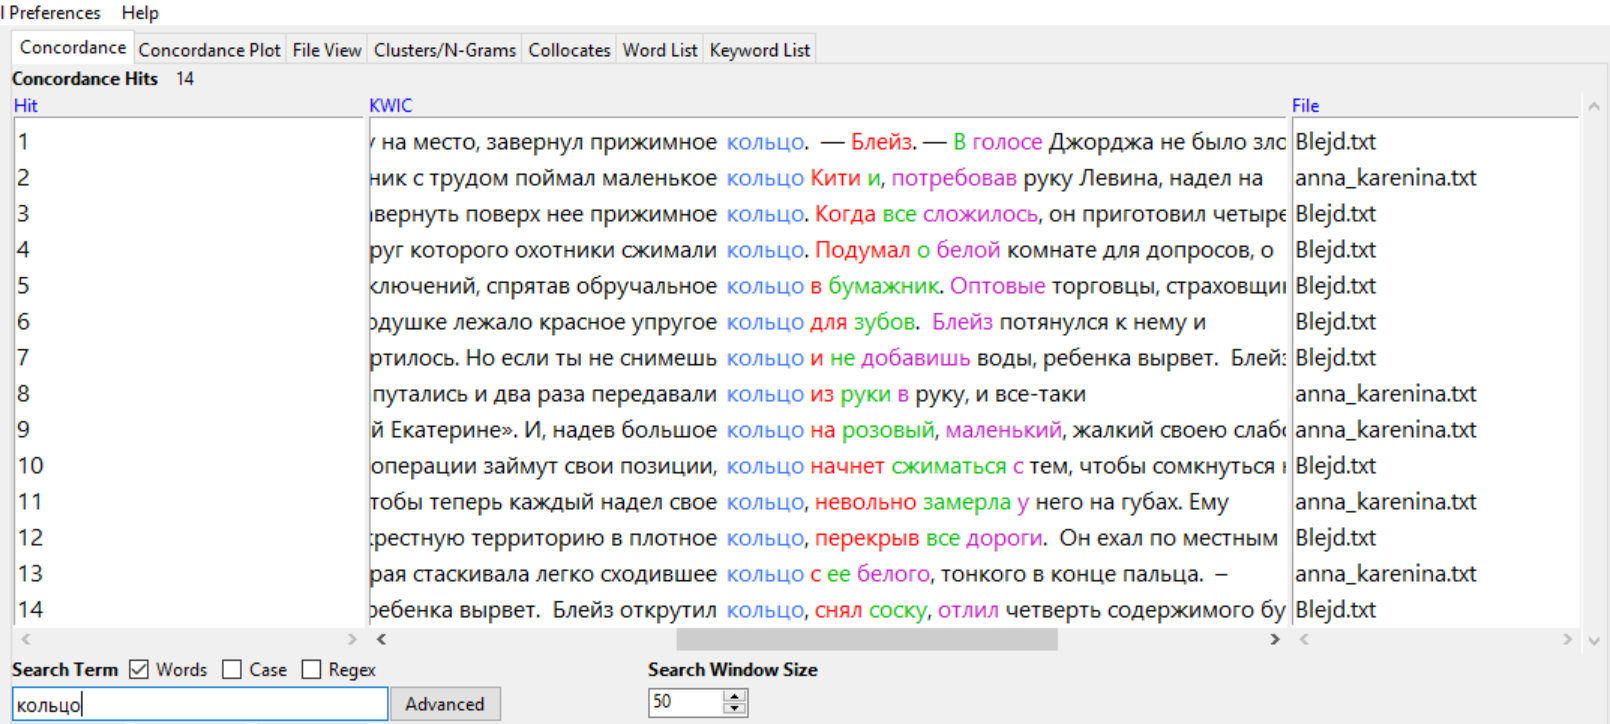 Preferences Help
Concordance Concordance Plot File View Clusters/N-Grams Collocates Word List Keyword List
Concordance Hits 14
Hit KWIC File
1 на место, завернул прижимное кольцо. — Блейз. — В голосе Джорджа не было зло Blejd.txt
2 ник с трудом поймал маленькое кольцо Кити и, потребовав руку Левина, надел на anna_karenina.txt
3 авернуть поверх нее прижимное кольцо. Когда все сложилось, он приготовил четыре Blejd.txt
4 руг которого охотники сжимали кольцо. Подумал о белой комнате для допросов, о Blejd.txt
5 ключений, спрятав обручальное кольцо в бумажник. Оптовые торговцы, страховщи Blejd.txt
6 одушке лежало красное упругое кольцо для зубов. Блейз потянулся к нему и Blejd.txt
7 ртилось. Но если ты не снимешь кольцо и не добавишь воды, ребенка вырвет. Блейз Blejd.txt
8 путались и два раза передавали кольцо из руки в руку, и все-таки anna_karenina.txt
9 й Екатерине». И, надев большое кольцо на розовый, маленький, жалкий своею слабо anna_karenina.txt
10 операции займут свои позиции, кольцо начнет сжиматься с тем, чтобы сомкнуться Blejd.txt
11 тобы теперь каждый надел свое кольцо, невольно замерла у него на губах. Ему anna_karenina.txt
12 крестную территорию в плотное кольцо, перекрыв все дороги. Он ехал по местным Blejd.txt
13 рая стаскивала легко сходившее кольцо с ее белого, тонкого в конце пальца. – anna_karenina.txt
14 ребенка вырвет. Блейз открутил кольцо, снял соску, отлил четверть содержимого бу Blejd.txt
Search Term Words Case Regex Search Window Size
кольцо Advanced 50